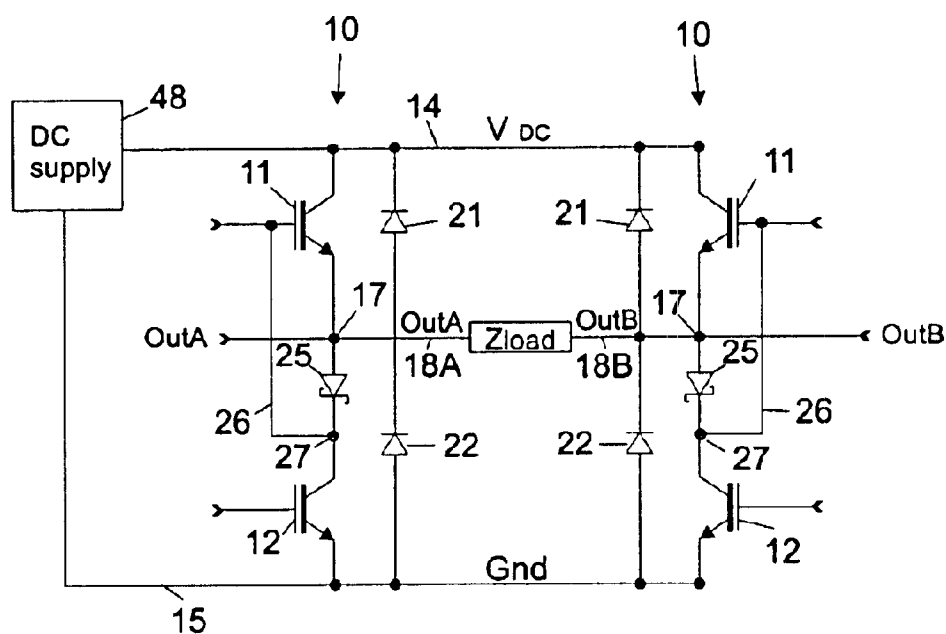 10 10
48
DC
supply
14 V DC
11 11
21 21
17 17
OutA OutA Zload OutB OutB
25 18A 18B 25
26 26
27 22 22 27
12 12
Gnd
15